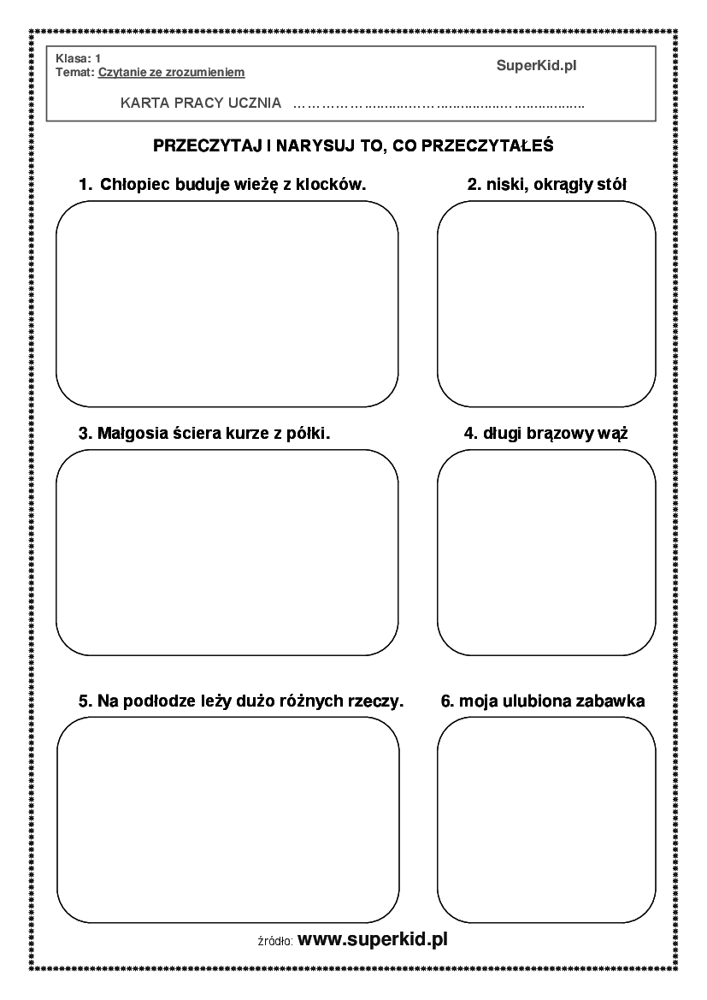 Klasa: 1
Temat: Czytanie ze zrozumieniem
SuperKid.pl
KARTA PRACY UCZNIA ………………...........………...................……..................
PRZECZYTAJ I NARYSUJ TO, CO PRZECZYTAŁEŚ
1. Chłopiec buduje wieżę z klocków.
2. niski, okrągły stół
3. Małgosia ściera kurze z półki.
4. długi brązowy wąż
5. Na podłodze leży dużo różnych rzeczy.
6. moja ulubiona zabawka
źródło: www.superkid.pl